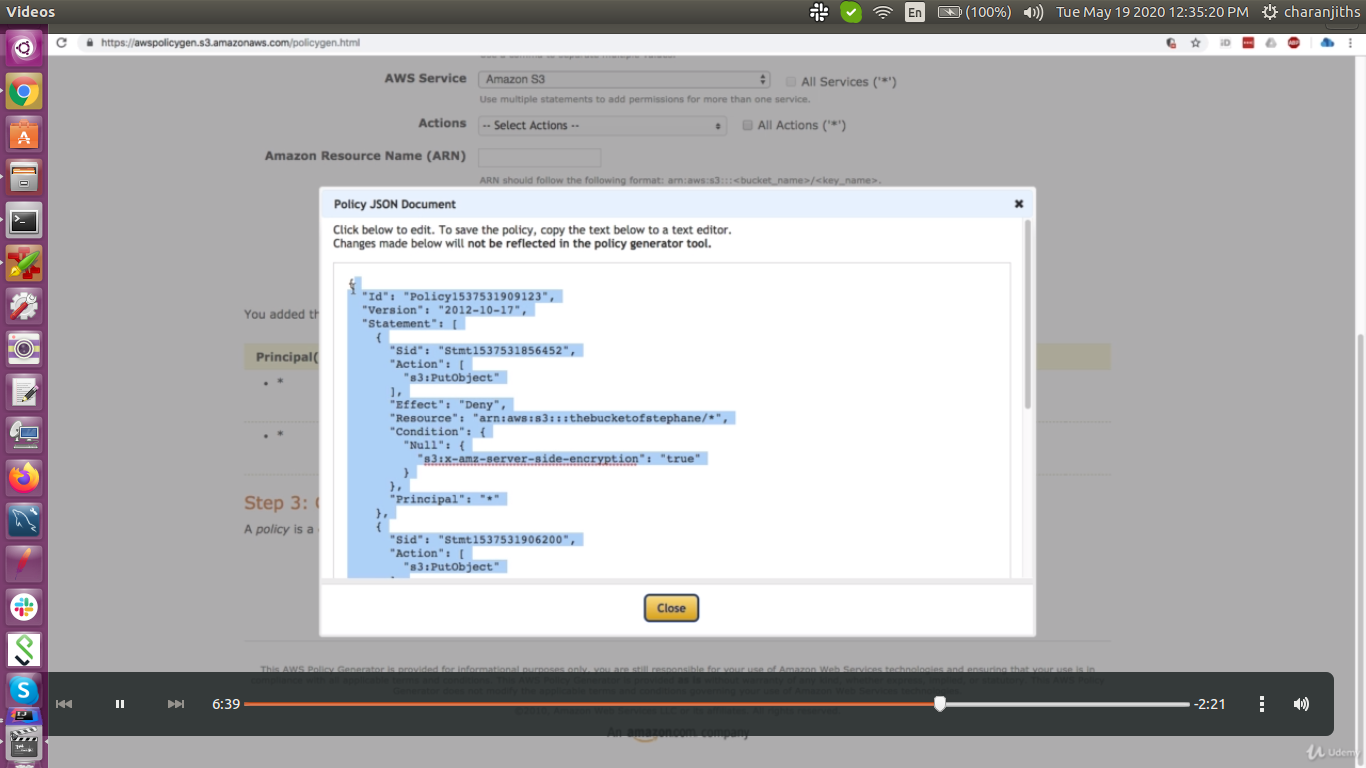 Videos
En
(100%)
Tue May 19 2020 12:35:20 PM
charanjiths
https://awspolicygen.s3.amazonaws.com/policygen.html
AWS Service
Amazon S3
All Services ('*')
Use multiple statements to add permissions for more than one service.
Actions
-- Select Actions --
All Actions ('*')
Amazon Resource Name (ARN)
ARN should follow the following format: arn:aws:s3:::<bucket_name>/<key_name>.
Policy JSON Document
Click below to edit. To save the policy, copy the text below to a text editor.
Changes made below will not be reflected in the policy generator tool.
{
"Id": "Policy1537531909123",
"Version": "2012-10-17",
"Statement": [
{
"Sid": "Stmt1537531856452",
"Action": [
"s3:PutObject"
],
"Effect": "Deny",
"Resource": "arn:aws:s3:::thebucketofstephane/*",
"Condition": {
"Null": {
"s3:x-amz-server-side-encryption": "true"
}
},
"Principal": "*"
},
{
"Sid": "Stmt1537531906200",
"Action": [
"s3:PutObject"
You added th
Principal(
• *
• *
Step 3:
A policy is a
Close
This AWS Policy Generator is provided for informational purposes only, you are still responsible for your use of Amazon Web Services technologies and ensuring that your use is in
6:39
-2:21
An amazon.com company
Udemy